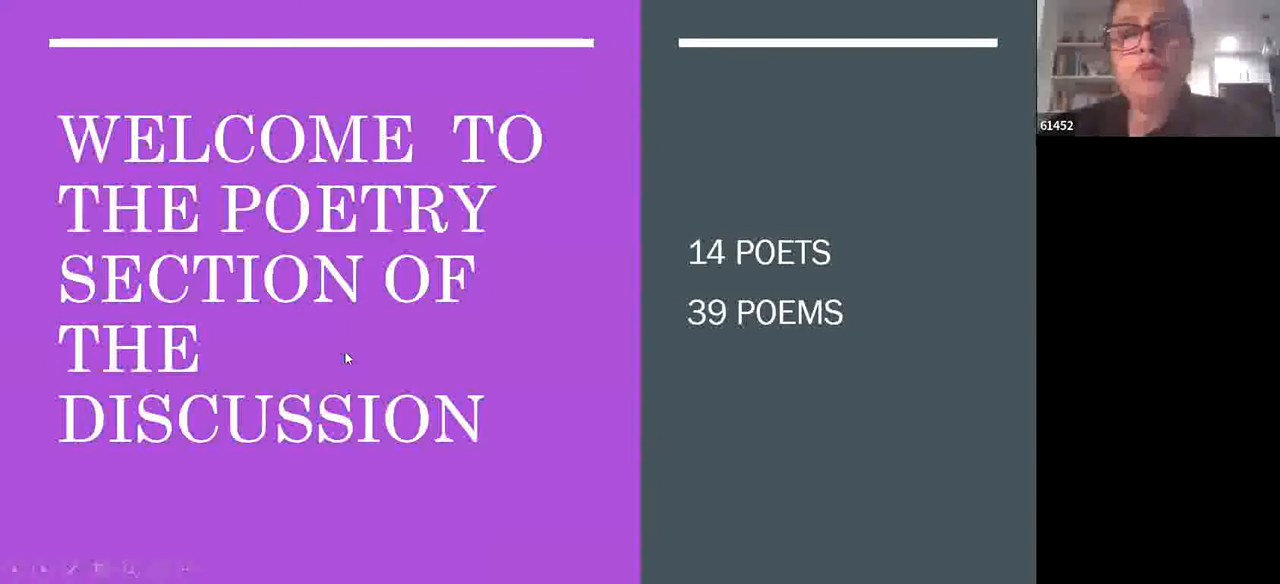 WELCOME TO
THE POETRY
SECTION OF
THE
DISCUSSION
14 POETS
39 POEMS
61452